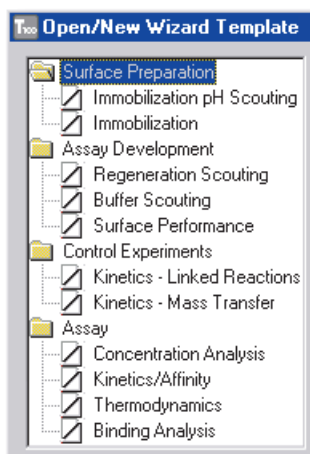 T100 Open/New Wizard Template
Surface Preparation
Immobilization pH Scouting
Immobilization
Assay Development
Regeneration Scouting
Buffer Scouting
Surface Performance
Control Experiments
Kinetics - Linked Reactions
Kinetics - Mass Transfer
Assay
Concentration Analysis
Kinetics/Affinity
Thermodynamics
Binding Analysis